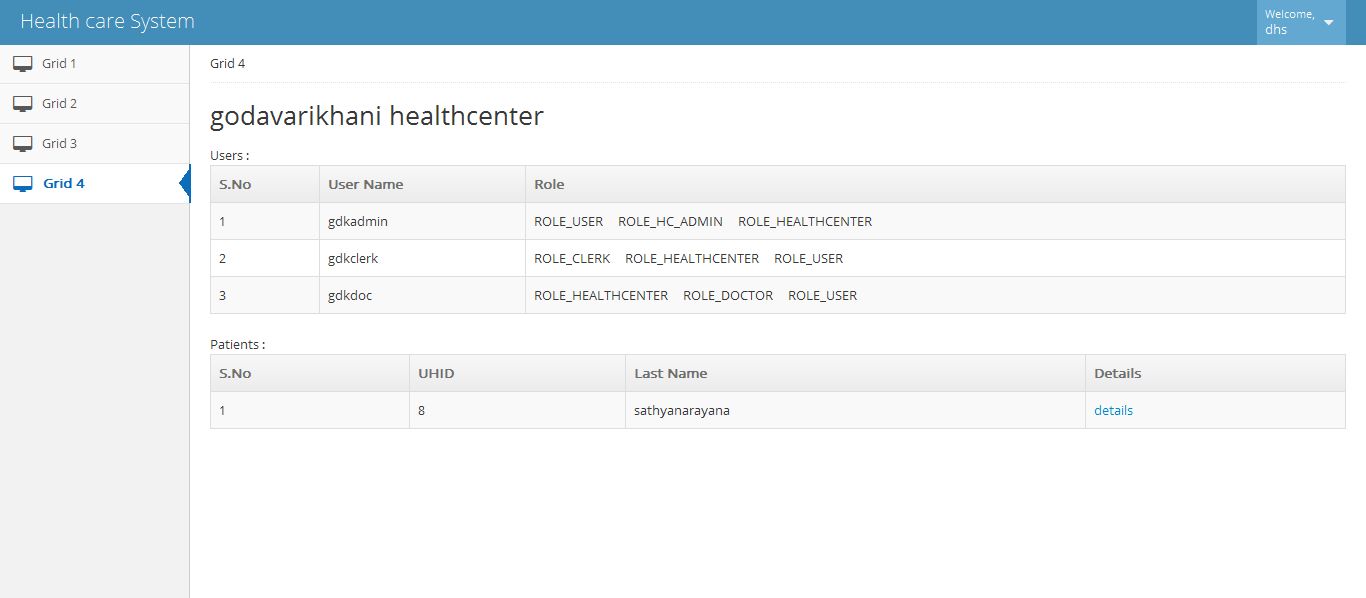 Health care System
Welcome,
dhs
Grid 1
Grid 2
Grid 3
Grid 4
Grid 4
godavarikhani healthcenter
Users :
S.No User Name Role
1 gdkadmin ROLE_USER ROLE_HC_ADMIN ROLE_HEALTHCENTER
2 gdkclerk ROLE_CLERK ROLE_HEALTHCENTER ROLE_USER
3 gdkdoc ROLE_HEALTHCENTER ROLE_DOCTOR ROLE_USER
Patients :
S.No UHID Last Name Details
1 8 sathyanarayana details